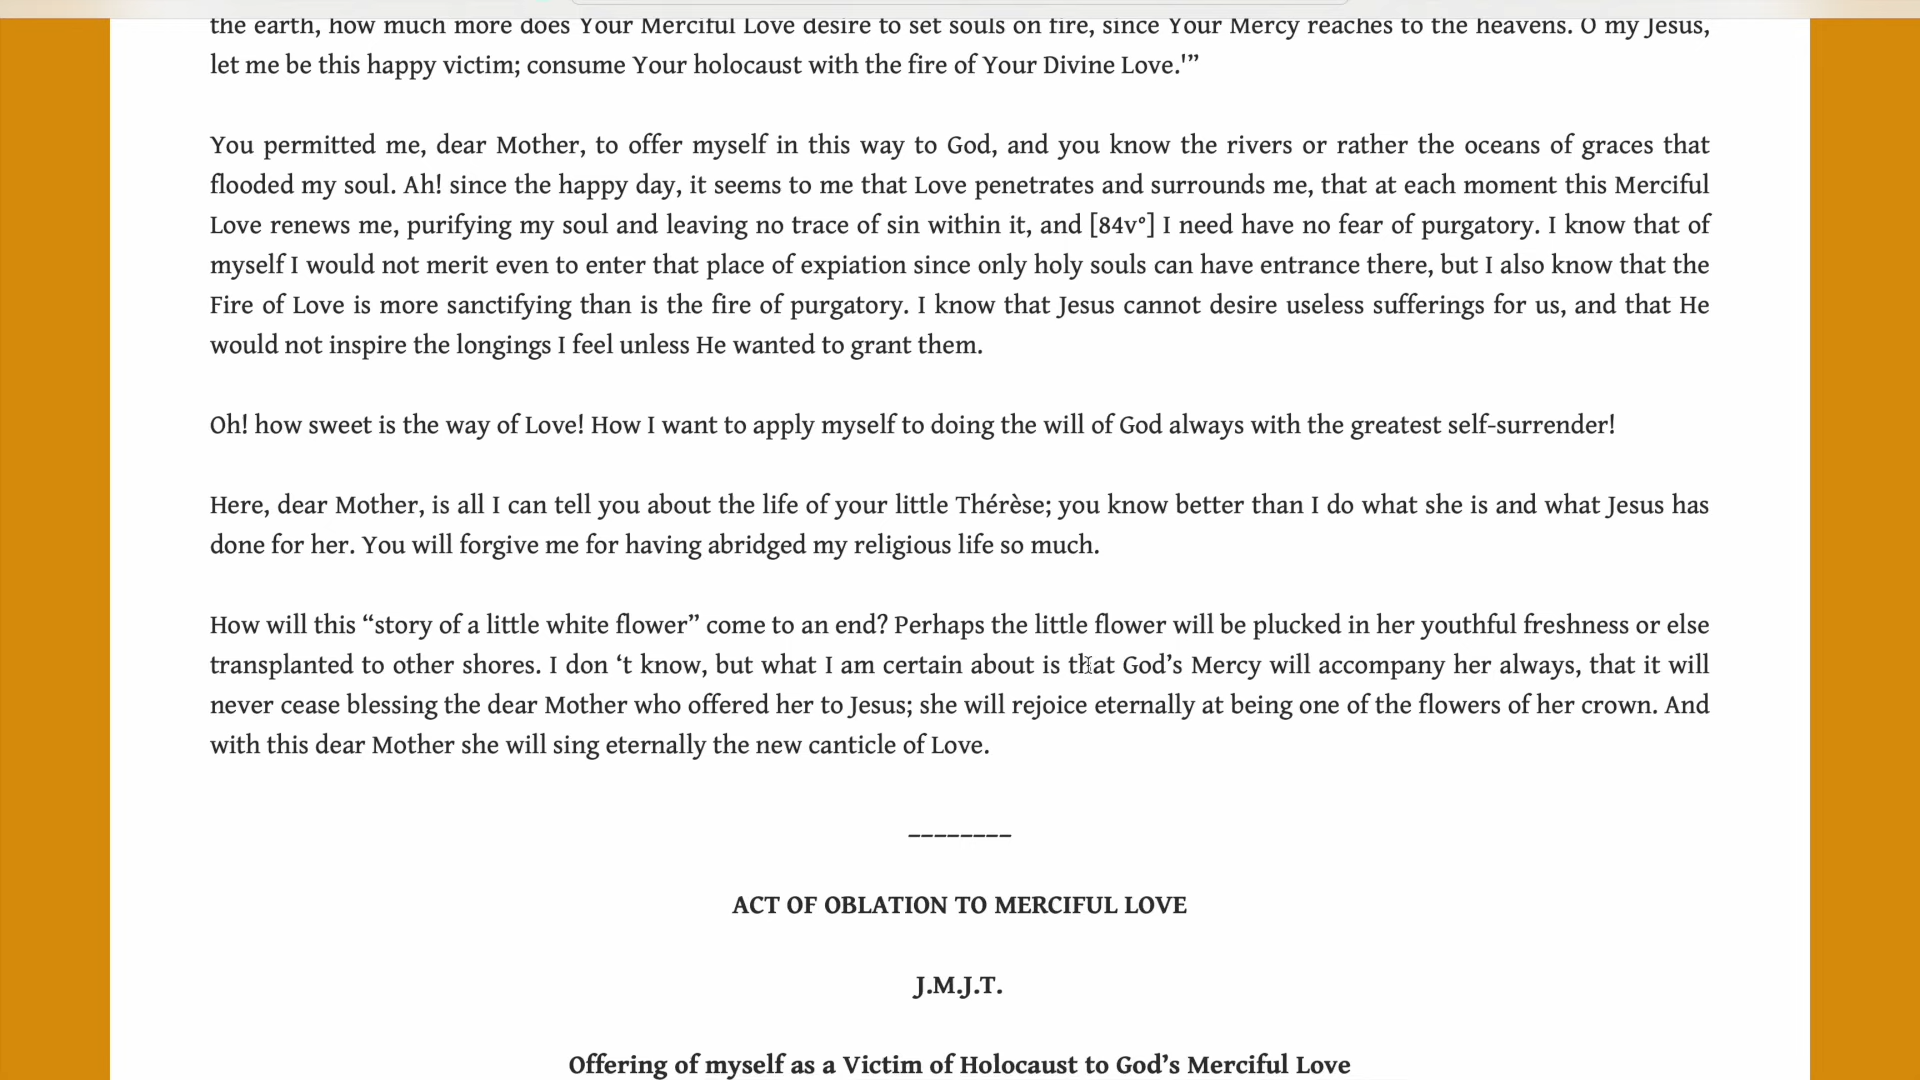 the earth, how much more does Your Merciful Love desire to set souls on fire, since Your Mercy reaches to the heavens. O my Jesus,
let me be this happy victim; consume Your holocaust with the fire of Your Divine Love.'”
You permitted me, dear Mother, to offer myself in this way to God, and you know the rivers or rather the oceans of graces that
flooded my soul. Ah! since the happy day, it seems to me that Love penetrates and surrounds me, that at each moment this Merciful
Love renews me, purifying my soul and leaving no trace of sin within it, and [84v°] I need have no fear of purgatory. I know that of
myself I would not merit even to enter that place of expiation since only holy souls can have entrance there, but I also know that the
Fire of Love is more sanctifying than is the fire of purgatory. I know that Jesus cannot desire useless sufferings for us, and that He
would not inspire the longings I feel unless He wanted to grant them.
Oh! how sweet is the way of Love! How I want to apply myself to doing the will of God always with the greatest self-surrender!
Here, dear Mother, is all I can tell you about the life of your little Thérèse; you know better than I do what she is and what Jesus has
done for her. You will forgive me for having abridged my religious life so much.
How will this “story of a little white flower” come to an end? Perhaps the little flower will be plucked in her youthful freshness or else
transplanted to other shores. I don ‘t know, but what I am certain about is that God’s Mercy will accompany her always, that it will
never cease blessing the dear Mother who offered her to Jesus; she will rejoice eternally at being one of the flowers of her crown. And
with this dear Mother she will sing eternally the new canticle of Love.
________
ACT OF OBLATION TO MERCIFUL LOVE
J.M.J.T.
Offering of myself as a Victim of Holocaust to God’s Merciful Love